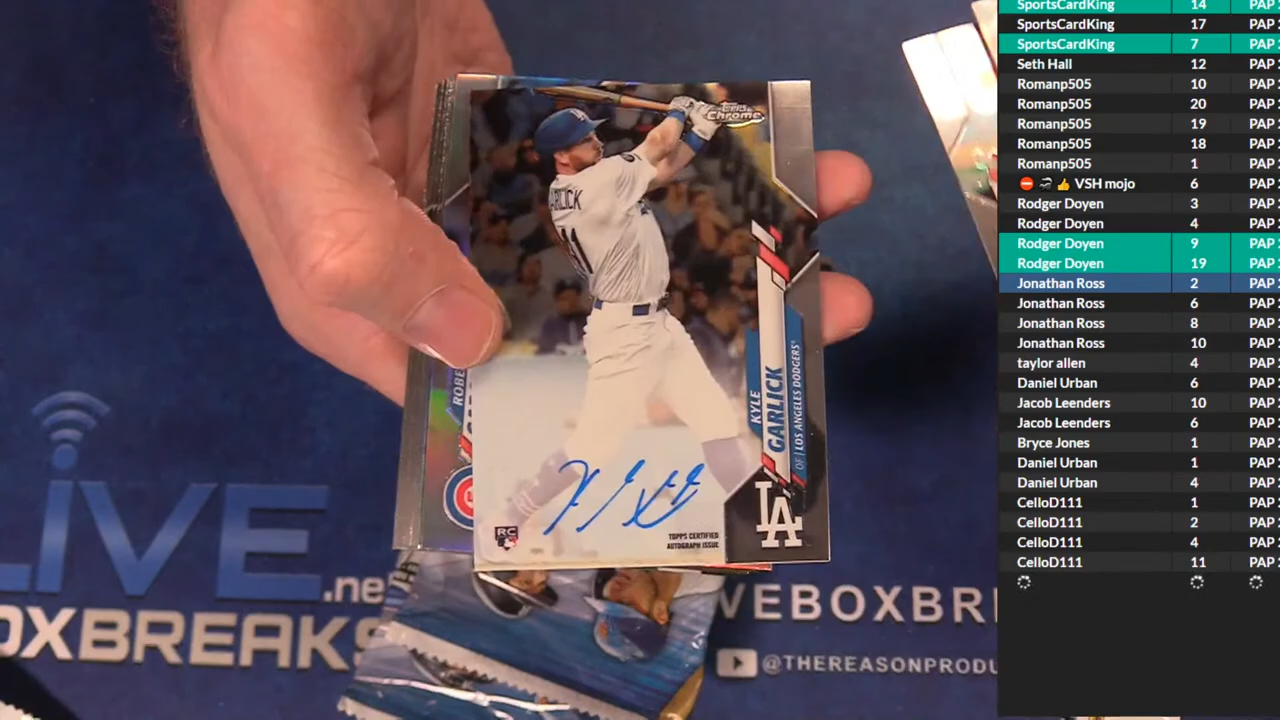 SportsCardKing 14 PAP
SportsCardKing 17 PAP
SportsCardKing 7 PAP
Seth Hall 12 PAP
Romanp505 10 PAP
Romanp505 20 PAP
Romanp505 19 PAP
Romanp505 18 PAP
Romanp505 1 PAP
VSH mojo 6 PAP
Rodger Doyen 3 PAP
Rodger Doyen 4 PAP
Rodger Doyen 9 PAP
Rodger Doyen 19 PAP
Jonathan Ross 2 PAP
Jonathan Ross 6 PAP
Jonathan Ross 8 PAP
Jonathan Ross 10 PAP
taylor allen 4 PAP
Daniel Urban 6 PAP
Jacob Leenders 10 PAP
Jacob Leenders 6 PAP
Bryce Jones 1 PAP
Daniel Urban 1 PAP
Daniel Urban 4 PAP
CelloD111 1 PAP
CelloD111 2 PAP
CelloD111 4 PAP
CelloD111 11 PAP
Topps
Chrome
GARLICK
11
KYLE
GARLICK
OF | LOS ANGELES DODGERS
LA
RC
TOPPS CERTIFIED
AUTOGRAPH ISSUE
ROBE
LIVE.ne
OXBREAKS
VEBOXBR
@THEREASONPRODU